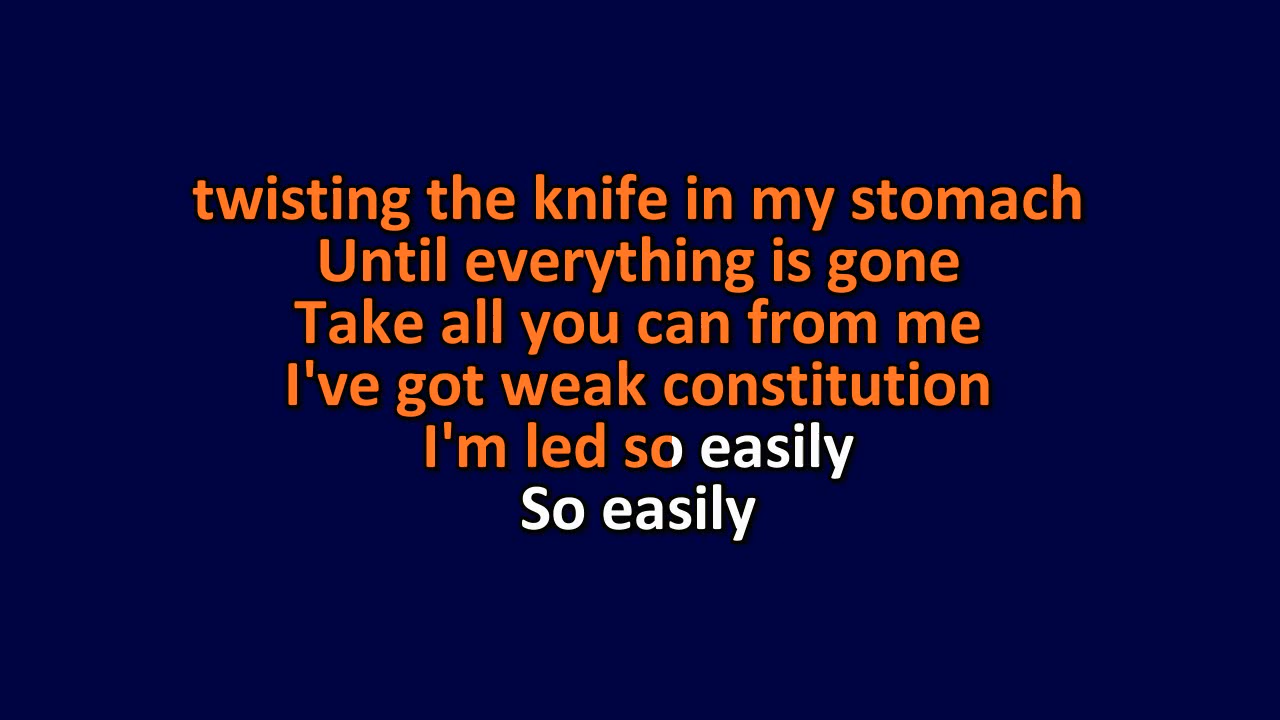 twisting the knife in my stomach
Until everything is gone
Take all you can from me
I've got weak constitution
I'm led so easily
So easily